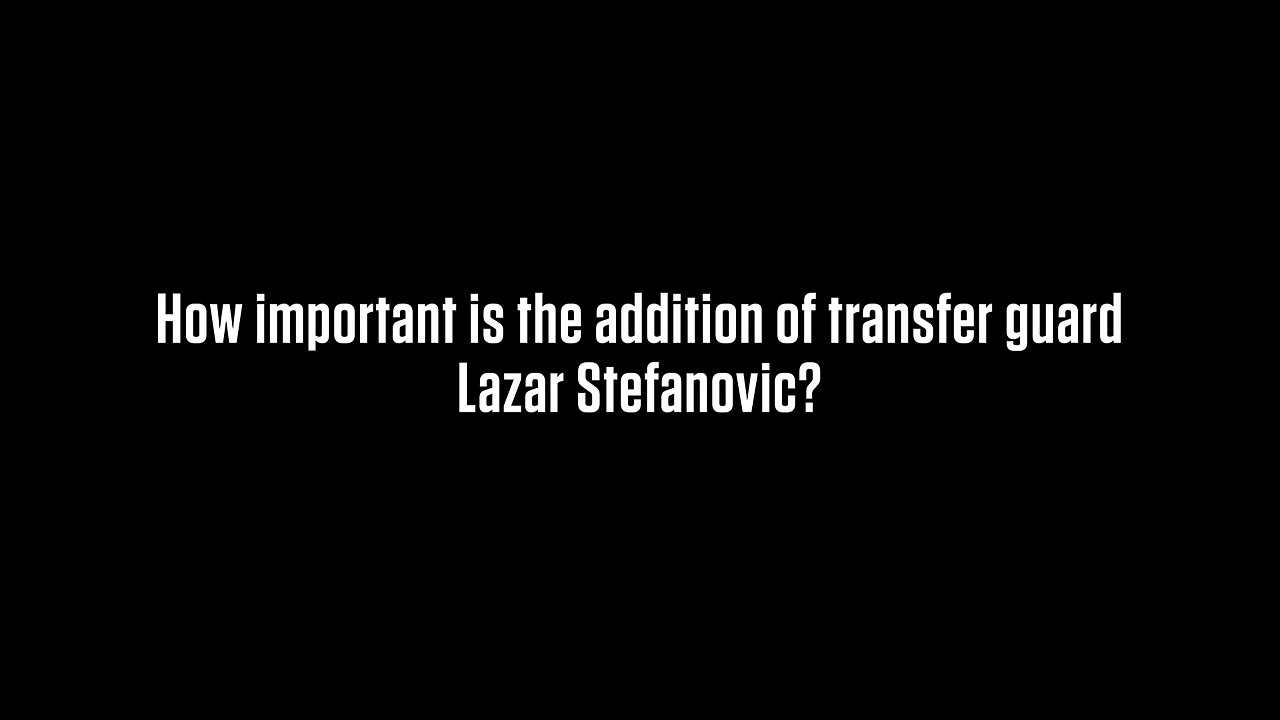 How important is the addition of transfer guard
Lazar Stefanovic?